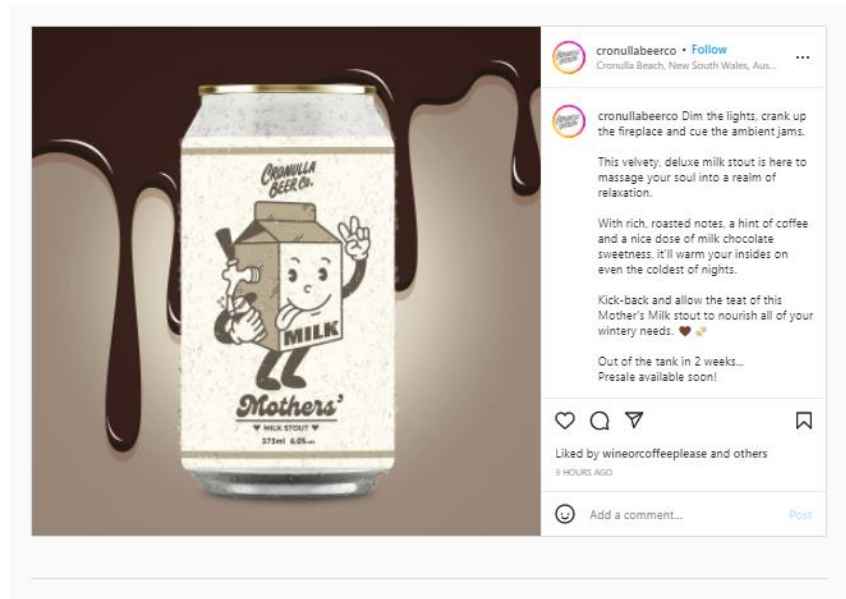 CRONULLA
BEER CO.
MILK
Mothers'
♥ MILK STOUT ♥
375ml 6.0%
cronullabeerco • Follow
Cronulla Beach, New South Wales, Aus...
cronullabeerco Dim the lights, crank up
the fireplace and cue the ambient jams.
This velvety, deluxe milk stout is here to
massage your soul into a realm of
relaxation.
With rich, roasted notes, a hint of coffee
and a nice dose of milk chocolate
sweetness, it'll warm your insides on
even the coldest of nights.
Kick-back and allow the teat of this
Mother's Milk stout to nourish all of your
wintery needs. 🤎 🍻
Out of the tank in 2 weeks...
Presale available soon!
Liked by wineorcoffeeplease and others
HOURS AGO
Add a comment...
Post